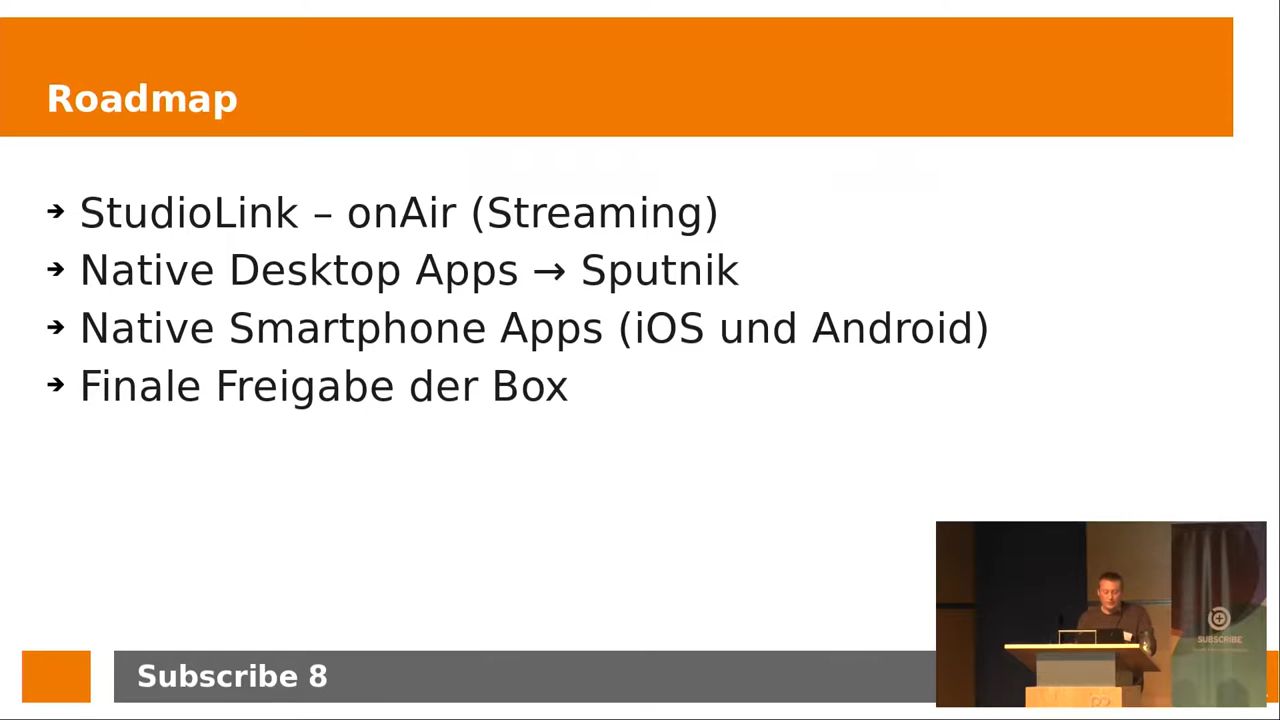 Roadmap
➔ StudioLink – onAir (Streaming)
➔ Native Desktop Apps → Sputnik
➔ Native Smartphone Apps (iOS und Android)
➔ Finale Freigabe der Box
Subscribe 8
SUBSCRIBE